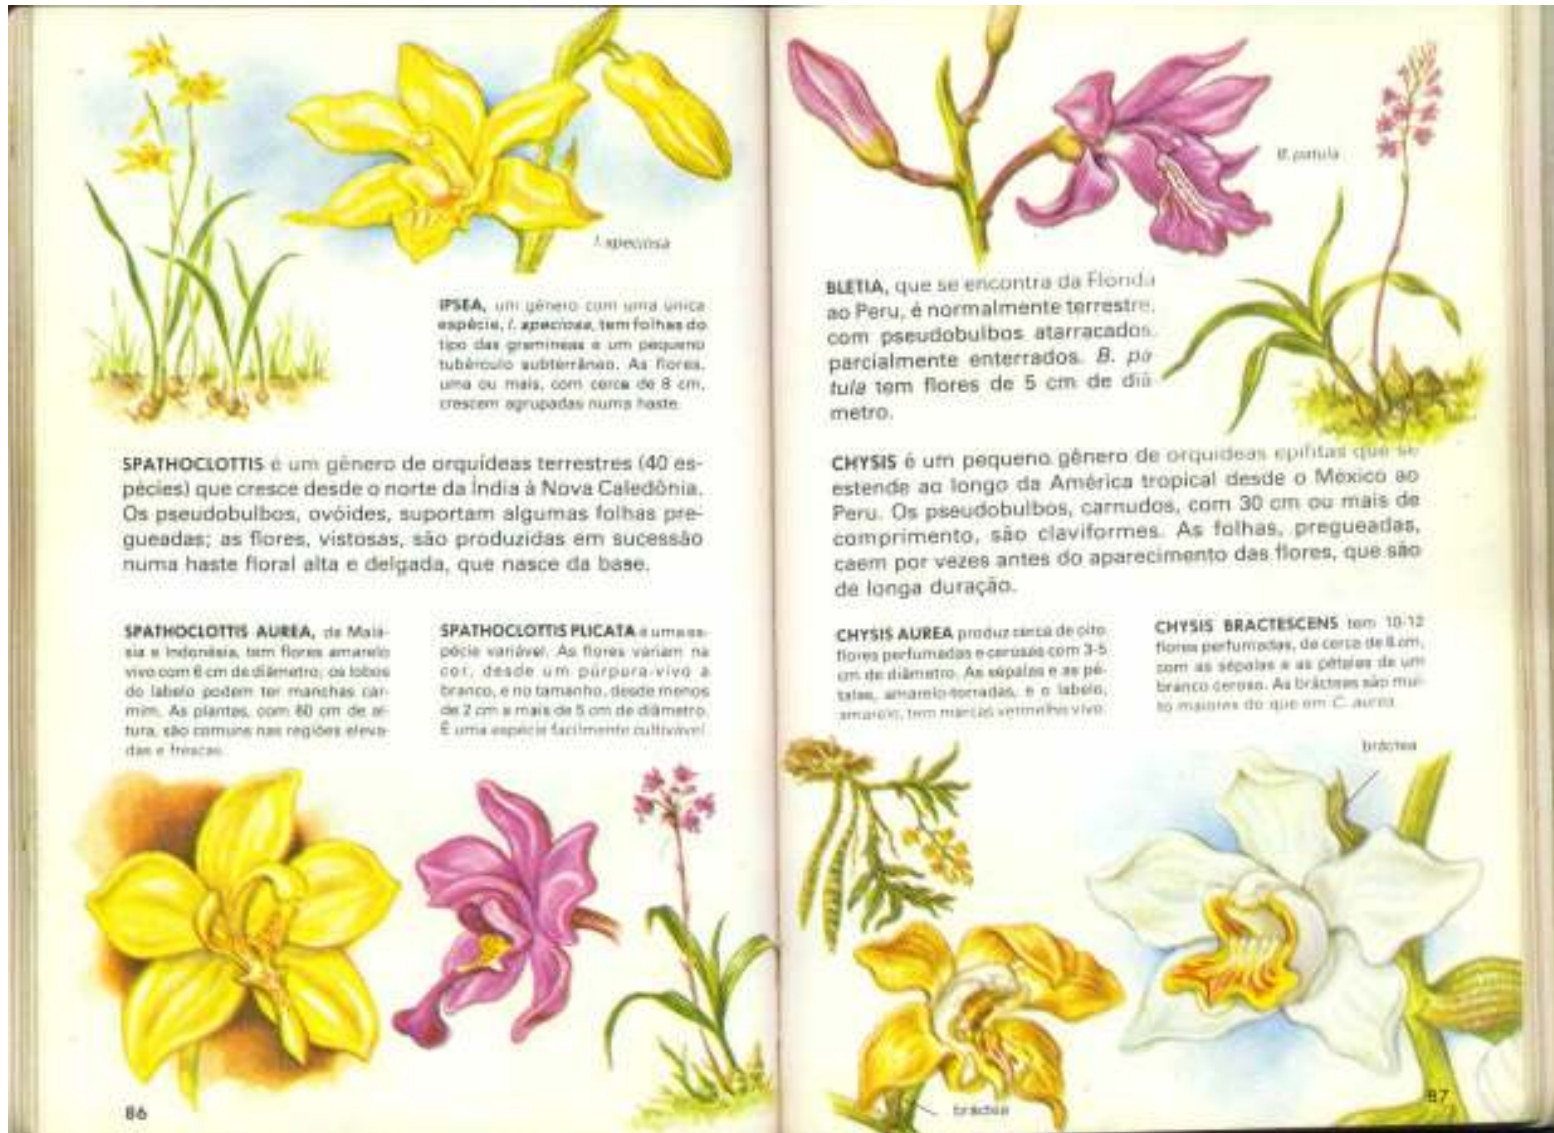 I. speciosa
IPSEA, um gênero com uma única
espécie, I. speciosa, tem folhas do
tipo das gramineas e um pequeno
tubérculo subterrâneo. As flores,
uma ou mais, com cerca de 8 cm,
crescem agrupadas numa haste.
SPATHOCLOTTIS é um gênero de orquídeas terrestres (40 es-
pécies) que cresce desde o norte da Índia à Nova Caledônia.
Os pseudobulbos, ovóides, suportam algumas folhas pre-
gueadas; as flores, vistosas, são produzidas em sucessão
numa haste floral alta e delgada, que nasce da base.
SPATHOCLOTTIS AUREA, da Malá-
sia e Indonésia, tem flores amarelo
vivo com 6 cm de diâmetro; os lobos
do labelo podem ter manchas car-
mim. As plantas, com 60 cm de al-
tura, são comuns nas regiões eleva-
das e frescas.
SPATHOCLOTTIS PLICATA é uma es-
pécie variável. As flores variam na
cor, desde um púrpura-vivo a
branco, e no tamanho, desde menos
de 2 cm a mais de 5 cm de diâmetro.
É uma espécie facilmente cultivável.
86
B. patula
BLETIA, que se encontra da Florida
ao Peru, é normalmente terrestre,
com pseudobulbos atarracados,
parcialmente enterrados. B. pa
tula tem flores de 5 cm de diâ
metro.
CHYSIS é um pequeno gênero de orquídeas epífitas que se
estende ao longo da América tropical desde o México ao
Peru. Os pseudobulbos, carnudos, com 30 cm ou mais de
comprimento, são claviformes. As folhas, pregueadas,
caem por vezes antes do aparecimento das flores, que são
de longa duração.
CHYSIS AUREA produz cerca de oito
flores perfumadas e cerosas com 3-5
cm de diâmetro. As sépalas e as pé-
talas, amarelo-torradas, e o labelo,
amarelo, tem marcas vermelho vivo.
CHYSIS BRACTESCENS tem 10-12
flores perfumadas, de cerca de 8 cm,
com as sépalas e as pétalas de um
branco ceroso. As brácteas são mui-
to maiores do que em C. aurea.
bráctea
bráctea
87